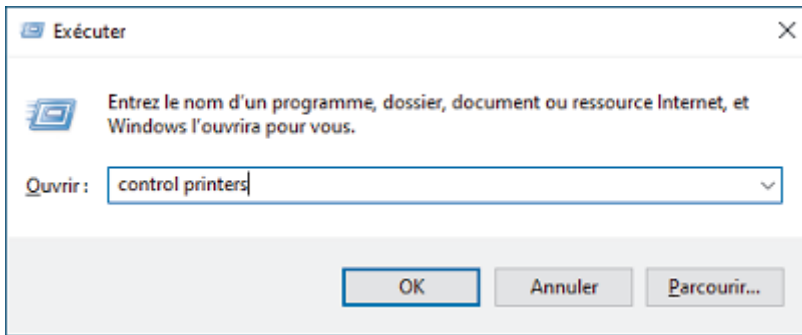 Exécuter
Entrez le nom d'un programme, dossier, document ou ressource Internet, et
Windows l'ouvrira pour vous.
Ouvrir : control printers
OK Annuler Parcourir...